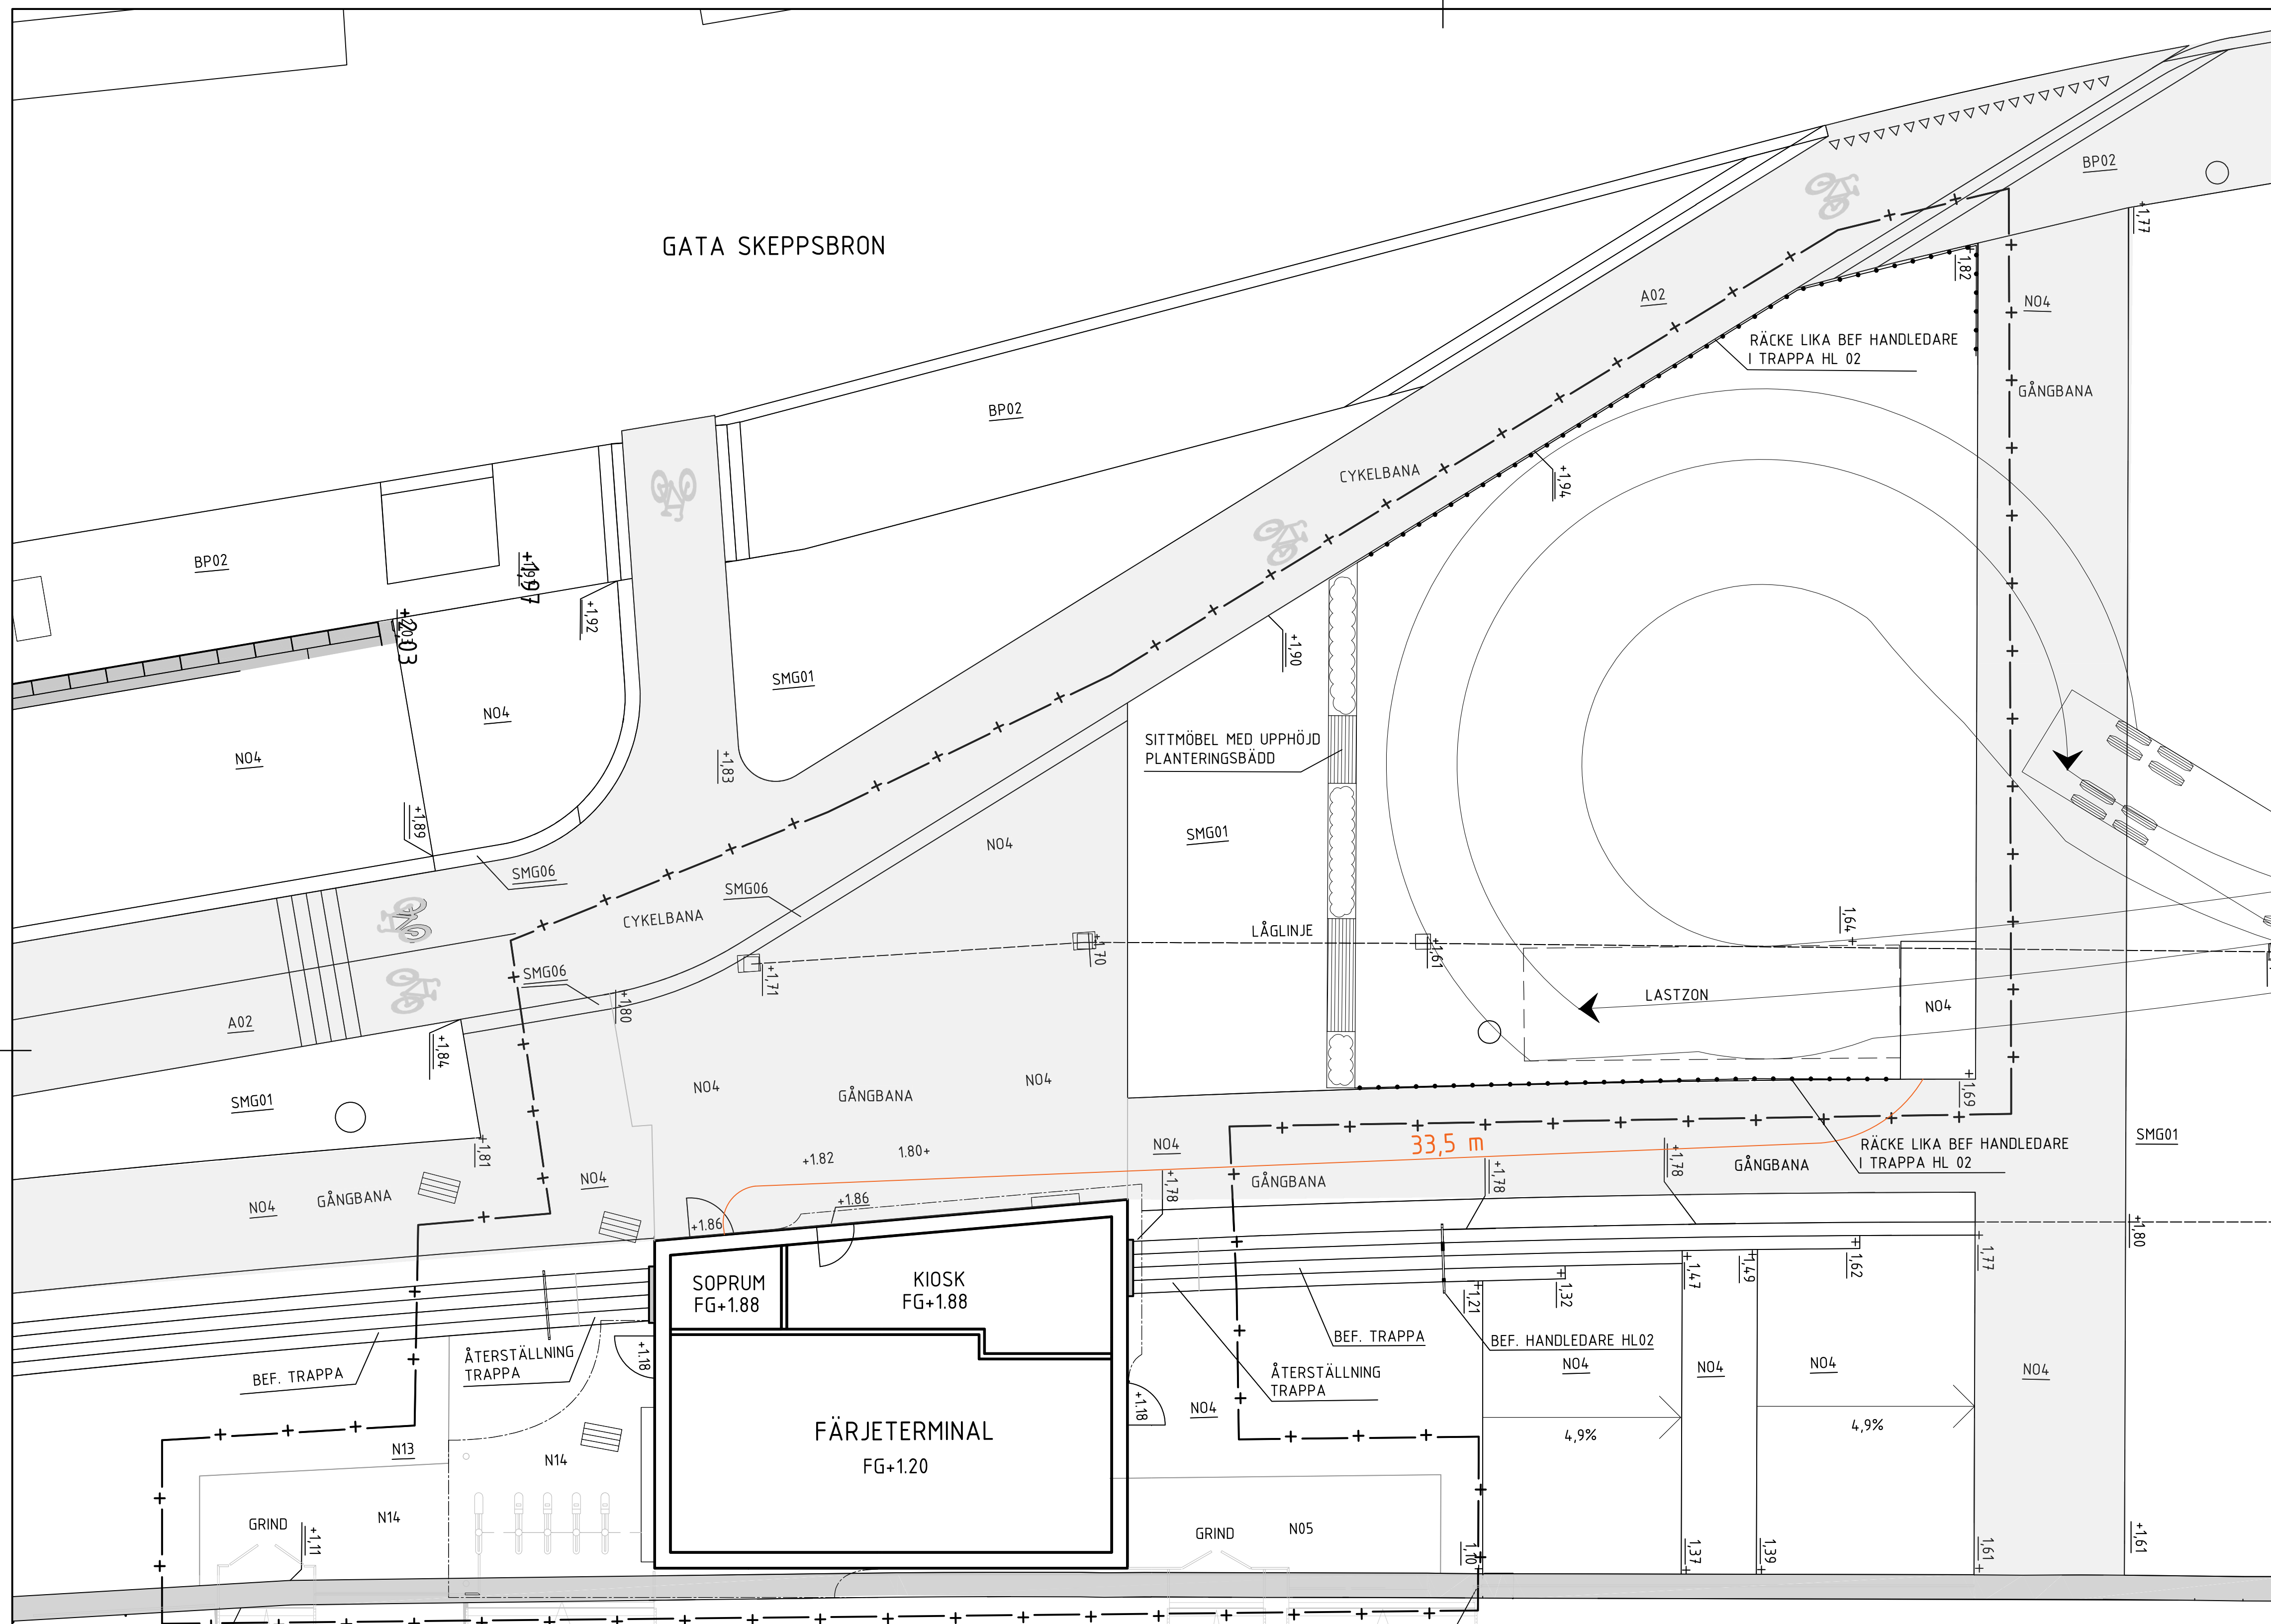 BP02
+1,77
GATA SKEPPSBRON
1,82
A02
N04
RÄCKE LIKA BEF HANDLEDARE
I TRAPPA HL 02
GÅNGBANA
BP02
CYKELBANA
+1,94
BP02
+1,97
+1,92
+2,03
+1,90
SMG01
N04
N04
SITTMÖBEL MED UPPHÖJD
PLANTERINGSBÄDD
+1,83
+1,89
SMG01
N04
SMG06
SMG06
CYKELBANA
LÅGLINJE
1,64
+1,70
+1,61
SMG06
+1,71
LASTZON
N04
+1,80
A02
+1,84
N04
N04
GÅNGBANA
SMG01
1,69
33,5 m
N04
RÄCKE LIKA BEF HANDLEDARE
I TRAPPA HL 02
SMG01
1,81
+1.82
1.80+
+1,78
+1,78
+1,78
GÅNGBANA
GÅNGBANA
N04
N04
GÅNGBANA
+1.86
+1.86
+1,80
1,77
1,62
1,49
1,47
1,32
1,21
SOPRUM
FG+1.88
KIOSK
FG+1.88
BEF. TRAPPA
BEF. HANDLEDARE HL02
+1.18
ÅTERSTÄLLNING
TRAPPA
BEF. TRAPPA
ÅTERSTÄLLNING
TRAPPA
N04
N04
N04
N04
+1.18
N04
4,9%
4,9%
FÄRJETERMINAL
FG+1.20
N13
N14
N14
GRIND
+1,11
GRIND
N05
1,10
1,37
1,39
1,61
+1,61